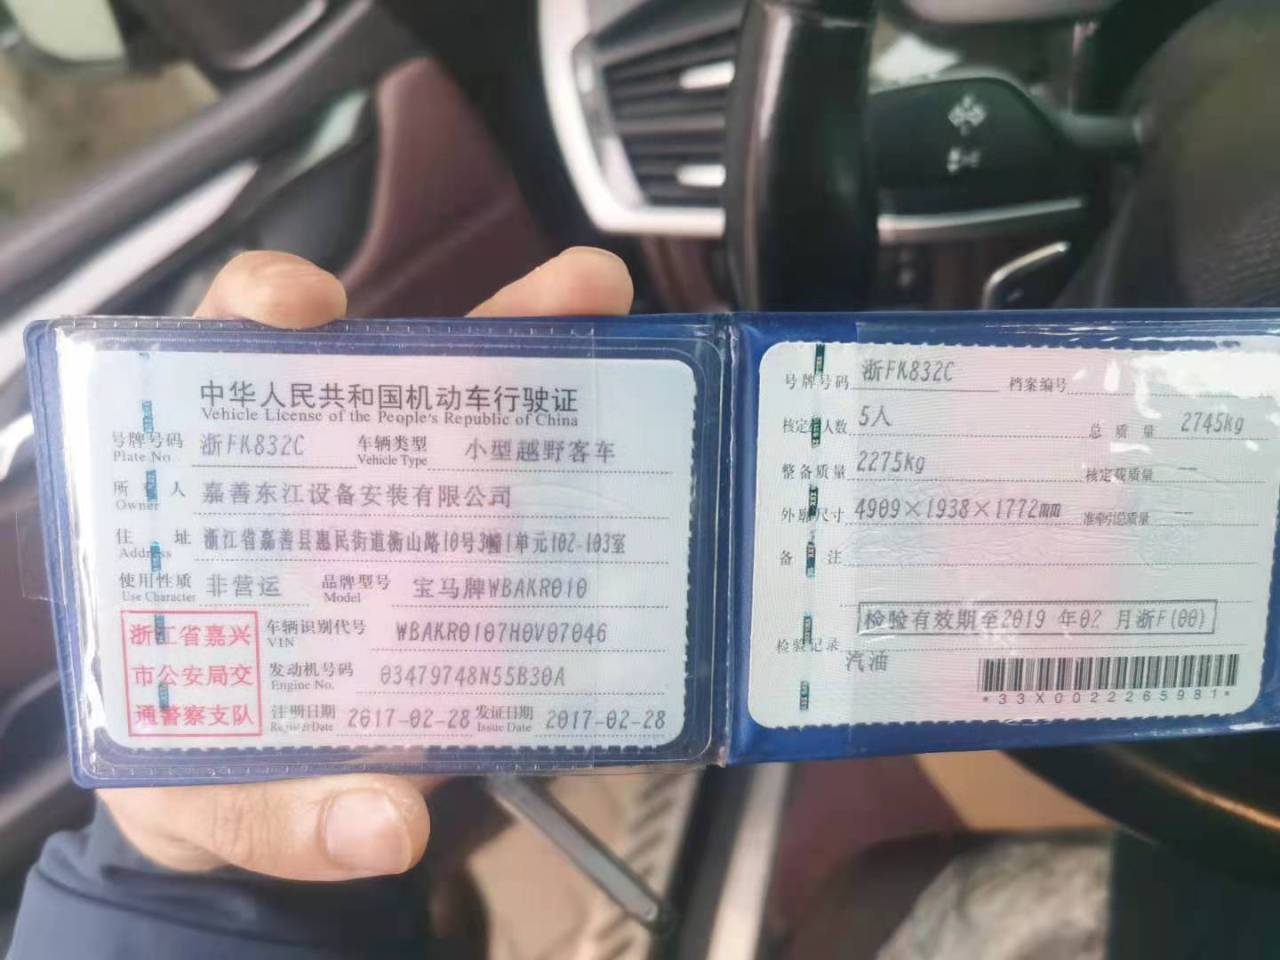 中华人民共和国机动车行驶证
Vehicle License of the People's Republic of China
号牌号码 浙FK832C 车辆类型 小型越野客车
Plate No. Vehicle Type
所 人 嘉善东江设备安装有限公司
Owner
住 址 浙江省嘉善县惠民街道衡山路10号3幢1单元102-103室
Address
使用性质 非营运 品牌型号 宝马牌WBAKR010
Use Character Model
浙江省嘉兴
市公安局交
通警察支队
车辆识别代号 WBAKR0107H0V07046
VIN
发动机号码 03479748N55B30A
Engine No.
注册日期 2017-02-28 发证日期 2017-02-28
Register Date Issue Date
号牌号码 浙FK832C 档案编号
核定人数 5人 总质量 2745kg
整备质量 2275kg 核定载质量 --
外廓尺寸 4909×1938×1772mm 准牵引总质量 --
备 注
检验有效期至2019 年02 月浙F(00)
检验记录
汽油
*33X0022265981*